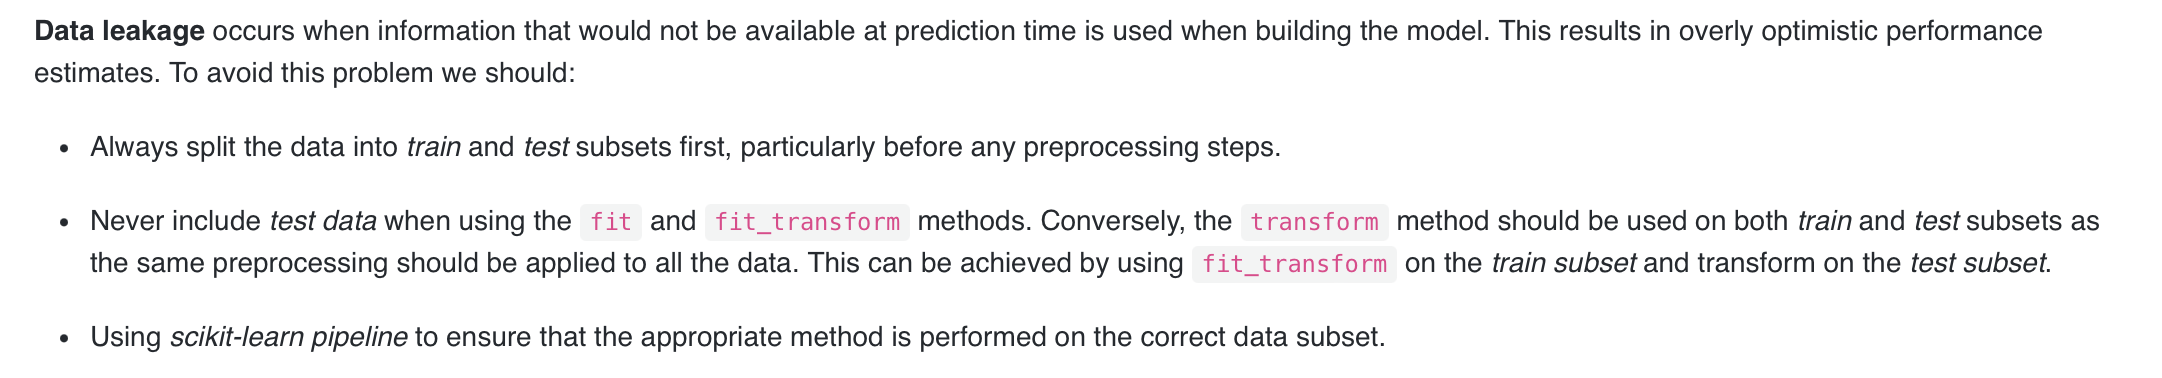 Data leakage occurs when information that would not be available at prediction time is used when building the model. This results in overly optimistic performance
estimates. To avoid this problem we should:
• Always split the data into train and test subsets first, particularly before any preprocessing steps.
• Never include test data when using the fit and fit_transform methods. Conversely, the transform method should be used on both train and test subsets as
the same preprocessing should be applied to all the data. This can be achieved by using fit_transform on the train subset and transform on the test subset.
• Using scikit-learn pipeline to ensure that the appropriate method is performed on the correct data subset.